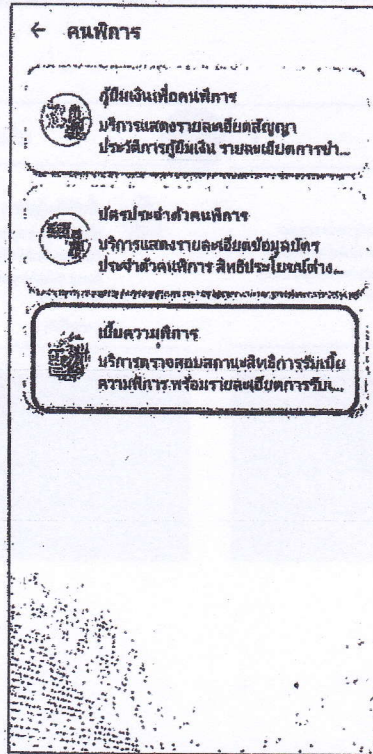 ← คนพิการ
กู้ยืมเงินเพื่อคนพิการ
บริการแสดงรายละเอียดสัญญา
ประวัติการกู้ยืมเงิน รายละเอียดการชำ...
บัตรประจำตัวคนพิการ
บริการแสดงรายละเอียดข้อมูลบัตร
ประจำตัวคนพิการ สิทธิประโยชน์ต่าง...
เบี้ยความพิการ
บริการตรวจสอบสถานะสิทธิการรับเบี้ย
ความพิการ พร้อมรายละเอียดการรับเ...